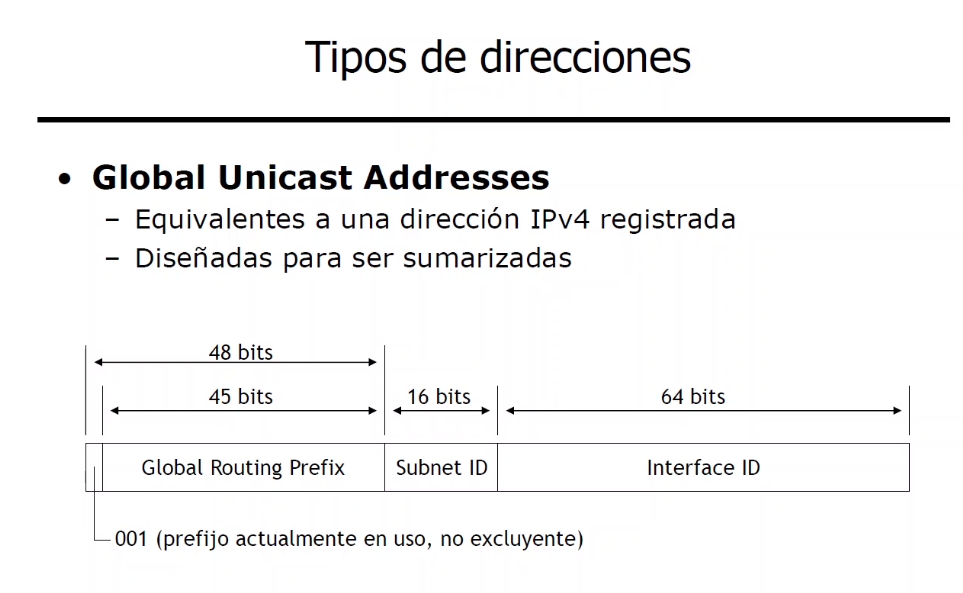 Tipos de direcciones
• Global Unicast Addresses
– Equivalentes a una dirección IPv4 registrada
– Diseñadas para ser sumarizadas
48 bits
45 bits
16 bits
64 bits
Global Routing Prefix
Subnet ID
Interface ID
001 (prefijo actualmente en uso, no excluyente)